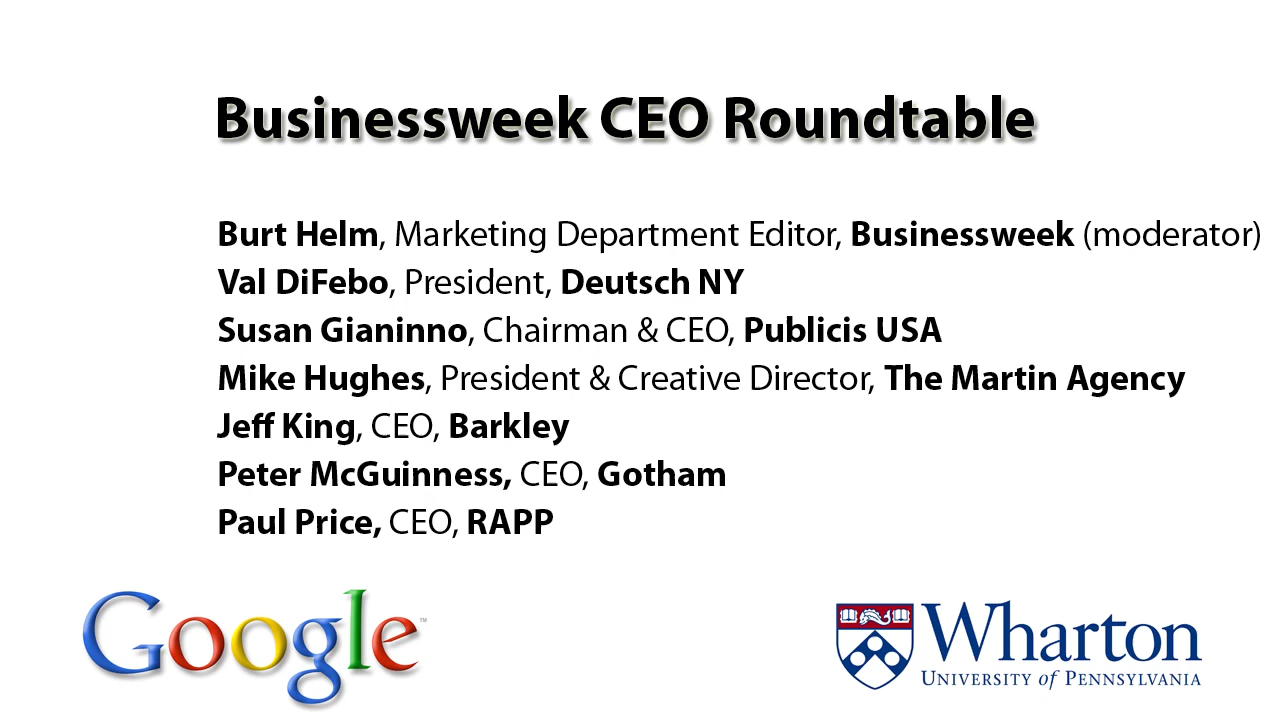 Businessweek CEO Roundtable
Burt Helm, Marketing Department Editor, Businessweek (moderator)
Val DiFebo, President, Deutsch NY
Susan Gianinno, Chairman & CEO, Publicis USA
Mike Hughes, President & Creative Director, The Martin Agency
Jeff King, CEO, Barkley
Peter McGuinness, CEO, Gotham
Paul Price, CEO, RAPP
Google™
Wharton
UNIVERSITY of PENNSYLVANIA